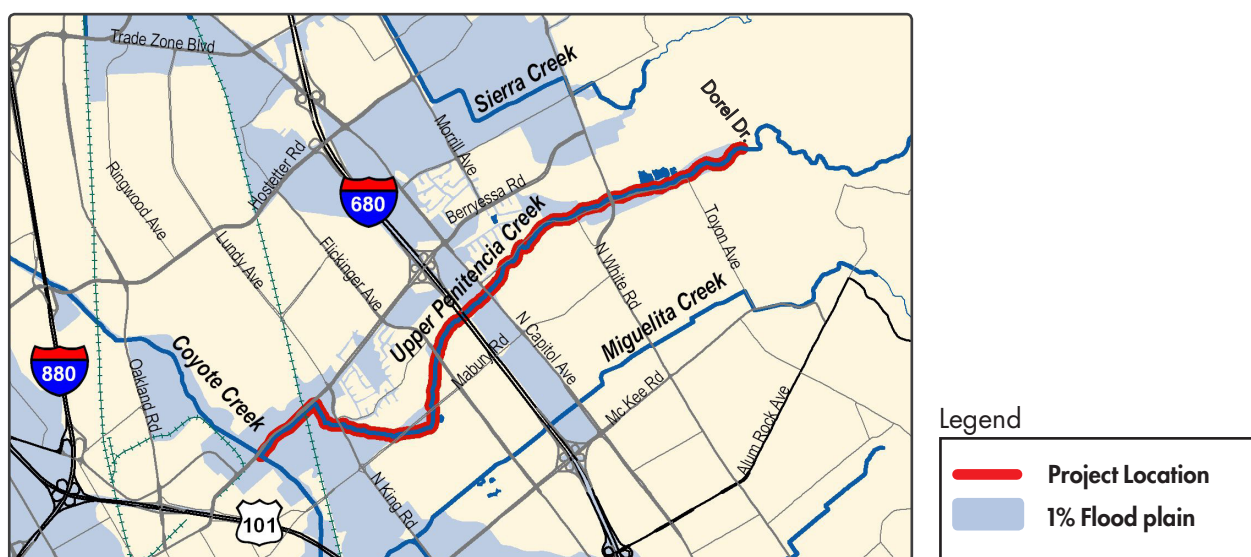 Trade Zone Blvd
Sierra Creek
Dorel Dr.
Morrill Ave
Hostetter Rd
Ringwood Ave
680
Berryessa Rd
Lundy Ave
Flickinger Ave
Upper Penitencia Creek
Toyon Ave
N White Rd
Miguelita Creek
N Capitol Ave
Coyote Creek
880
Oakland Rd
Mabury Rd
Mc Kee Rd
Alum Rock Ave
N King Rd
101
Legend
Project Location
1% Flood plain